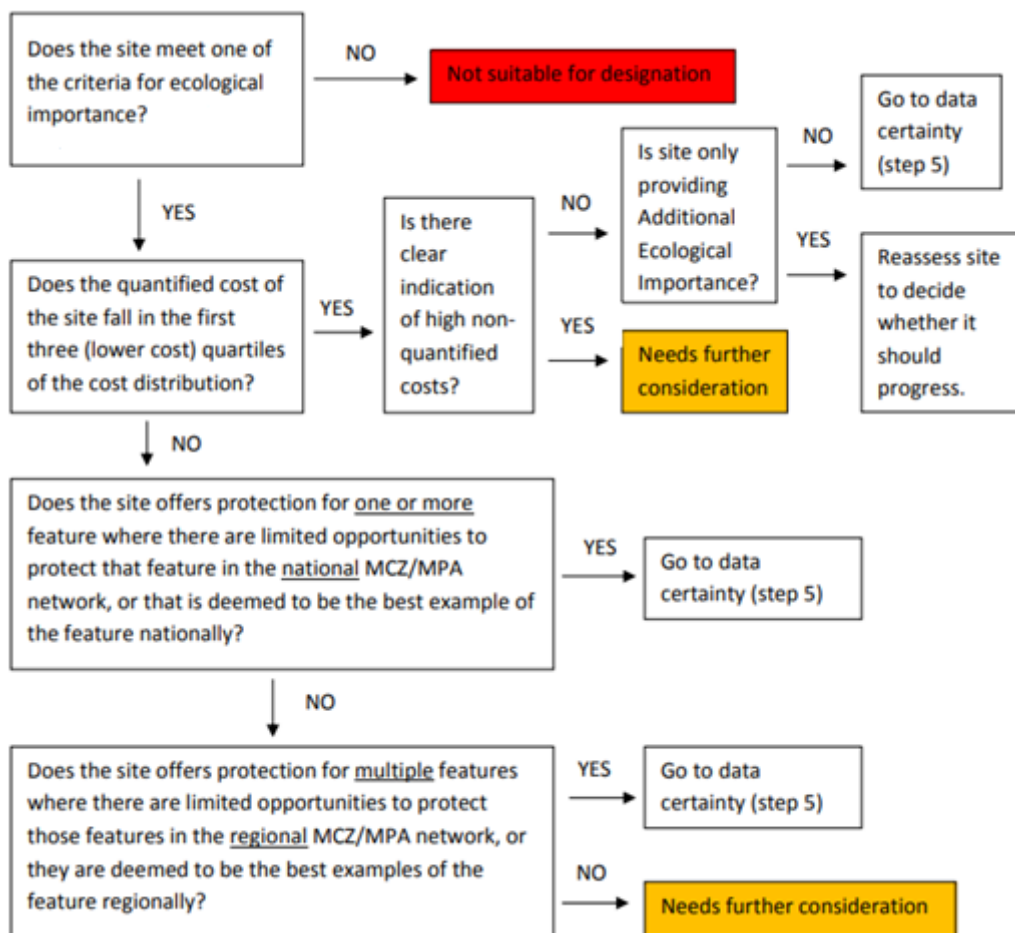 Does the site meet one of
the criteria for ecological
importance?
NO
Not suitable for designation
YES
Does the quantified cost of
the site fall in the first
three (lower cost) quartiles
of the cost distribution?
YES
Is there
clear
indication
of high non-
quantified
costs?
NO
Is site only
providing
Additional
Ecological
Importance?
NO
Go to data
certainty
(step 5)
YES
Reassess site
to decide
whether it
should
progress.
YES
Needs further
consideration
NO
Does the site offers protection for one or more
feature where there are limited opportunities to
protect that feature in the national MCZ/MPA
network, or that is deemed to be the best example of
the feature nationally?
YES
Go to data
certainty (step 5)
NO
Does the site offers protection for multiple features
where there are limited opportunities to protect
those features in the regional MCZ/MPA network, or
they are deemed to be the best examples of the
feature regionally?
YES
Go to data
certainty (step 5)
NO
Needs further consideration